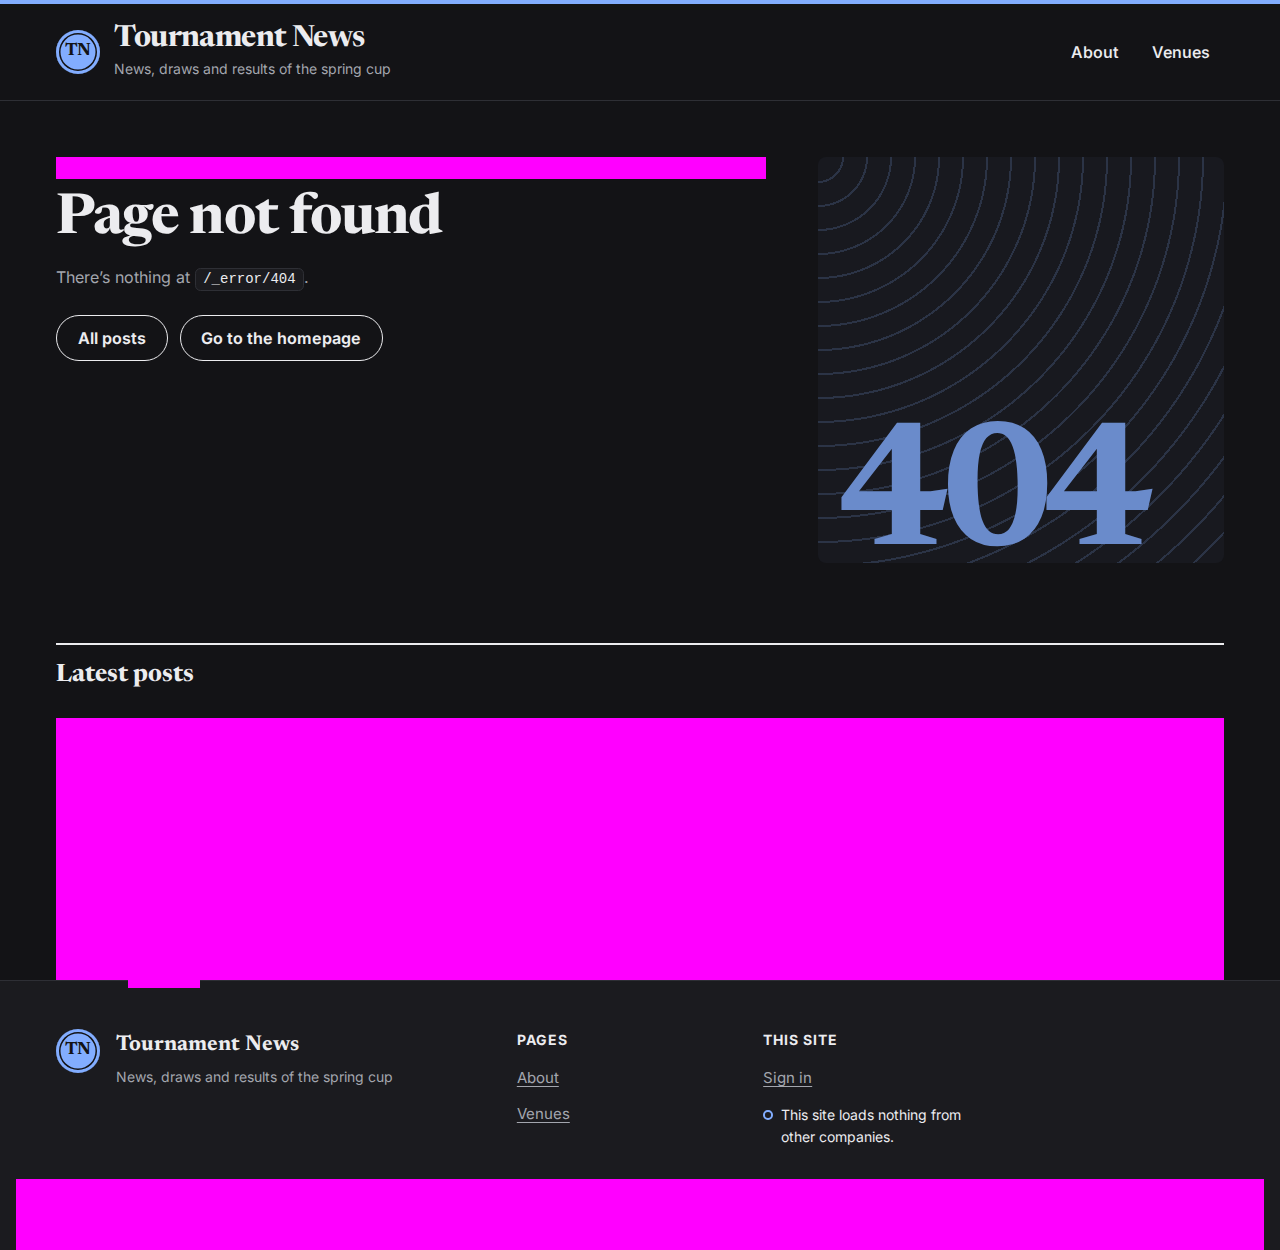 TN
Tournament News
News, draws and results of the spring cup
About
Venues
Page not found
There’s nothing at /_error/404.
All posts
Go to the homepage
404
Latest posts
TN
Tournament News
News, draws and results of the spring cup
PAGES
About
Venues
THIS SITE
Sign in
This site loads nothing from
other companies.